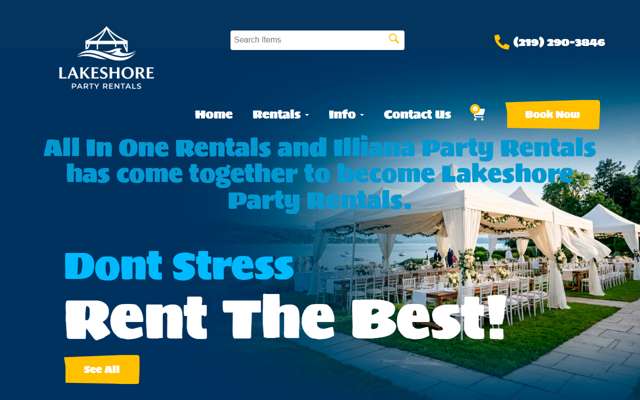 Search Items
(219) 290-3846
LAKESHORE
PARTY RENTALS
Home
Rentals
Info
Contact Us
0
Book Now
All In One Rentals and Illiana Party Rentals
has come together to become Lakeshore
Party Rentals.
Dont Stress
Rent The Best!
See All